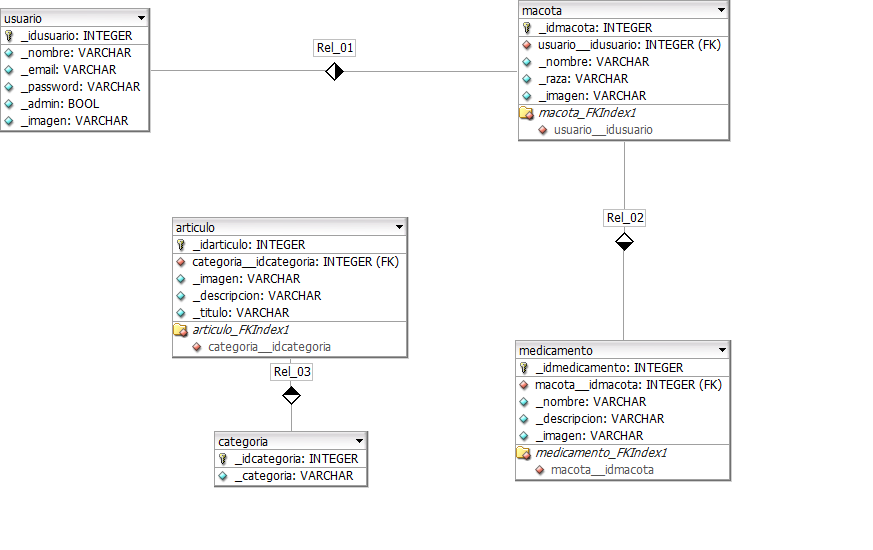 usuario
_idusuario: INTEGER
_nombre: VARCHAR
_email: VARCHAR
_password: VARCHAR
_admin: BOOL
_imagen: VARCHAR
Rel_01
macota
_idmacota: INTEGER
usuario__idusuario: INTEGER (FK)
_nombre: VARCHAR
_raza: VARCHAR
_imagen: VARCHAR
macota_FKIndex1
usuario__idusuario
Rel_02
articulo
_idarticulo: INTEGER
categoria__idcategoria: INTEGER (FK)
_imagen: VARCHAR
_descripcion: VARCHAR
_titulo: VARCHAR
articulo_FKIndex1
categoria__idcategoria
Rel_03
categoria
_idcategoria: INTEGER
_categoria: VARCHAR
medicamento
_idmedicamento: INTEGER
macota__idmacota: INTEGER (FK)
_nombre: VARCHAR
_descripcion: VARCHAR
_imagen: VARCHAR
medicamento_FKIndex1
macota__idmacota